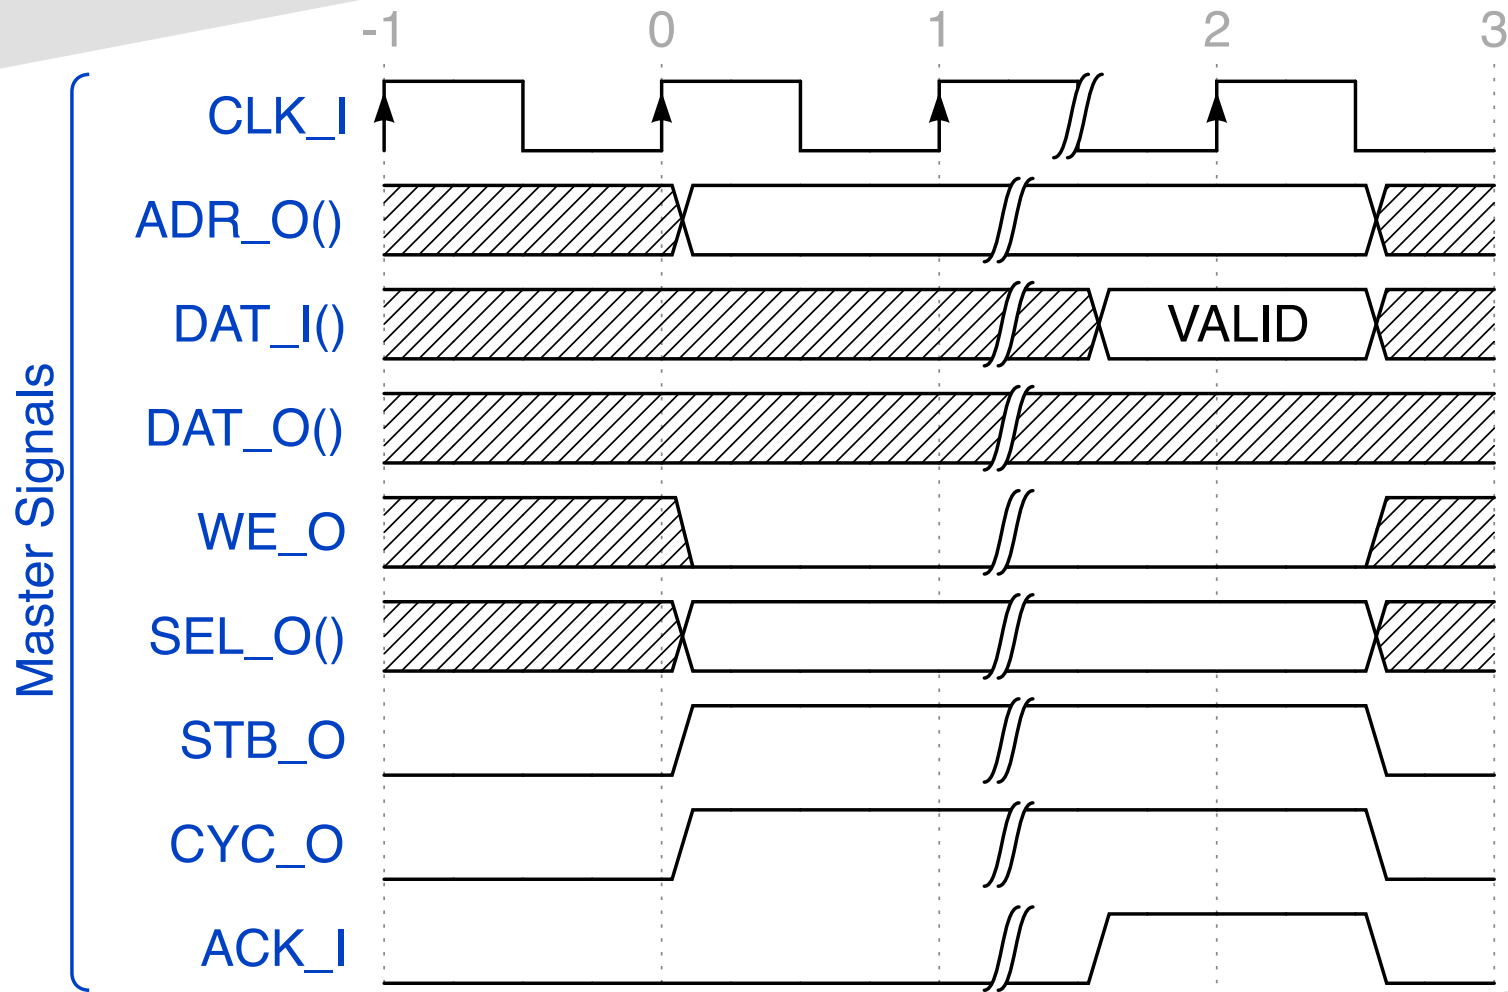 -1 0 1 2 3
Master Signals
CLK_I
ADR_O()
DAT_I()
VALID
DAT_O()
WE_O
SEL_O()
STB_O
CYC_O
ACK_I